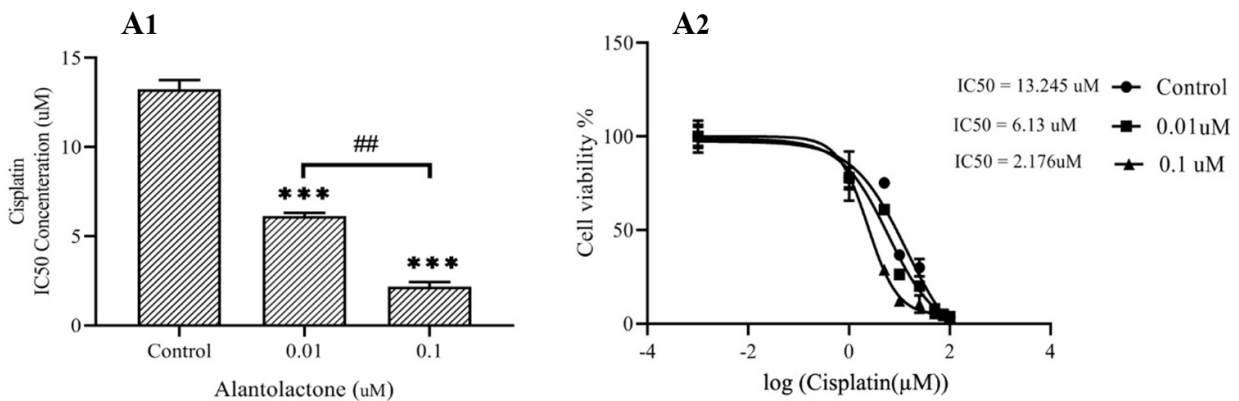 A1
15
10
5
0
Cisplatin
IC50 Concenteration (uM)
##
***
***
Control
0.01
0.1
Alantolactone (uM)
A2
150
100
50
0
Cell viability %
-4
-2
0
2
4
log (Cisplatin(µM))
IC50 = 13.245 uM Control
IC50 = 6.13 uM 0.01uM
IC50 = 2.176uM 0.1 uM